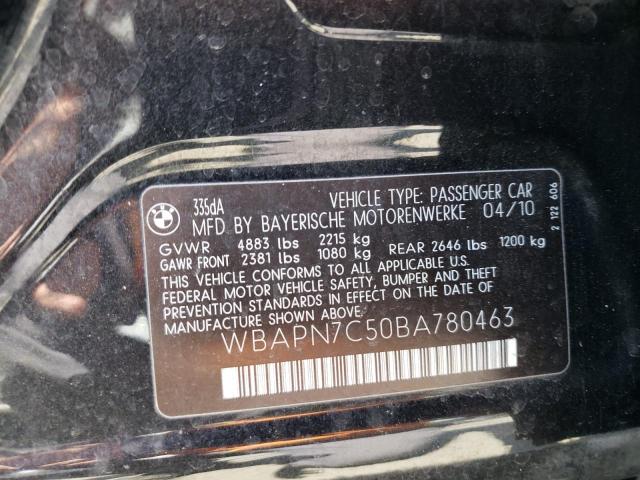 335dA VEHICLE TYPE: PASSENGER CAR
MFD BY BAYERISCHE MOTORENWERKE 04/10
GVWR 4883 lbs 2215 kg
GAWR FRONT 2381 lbs 1080 kg REAR 2646 lbs 1200 kg
THIS VEHICLE CONFORMS TO ALL APPLICABLE U.S.
FEDERAL MOTOR VEHICLE SAFETY, BUMPER AND THEFT
PREVENTION STANDARDS IN EFFECT ON THE DATE OF
MANUFACTURE SHOWN ABOVE.
WBAPN7C50BA780463
2 122 606
BMW